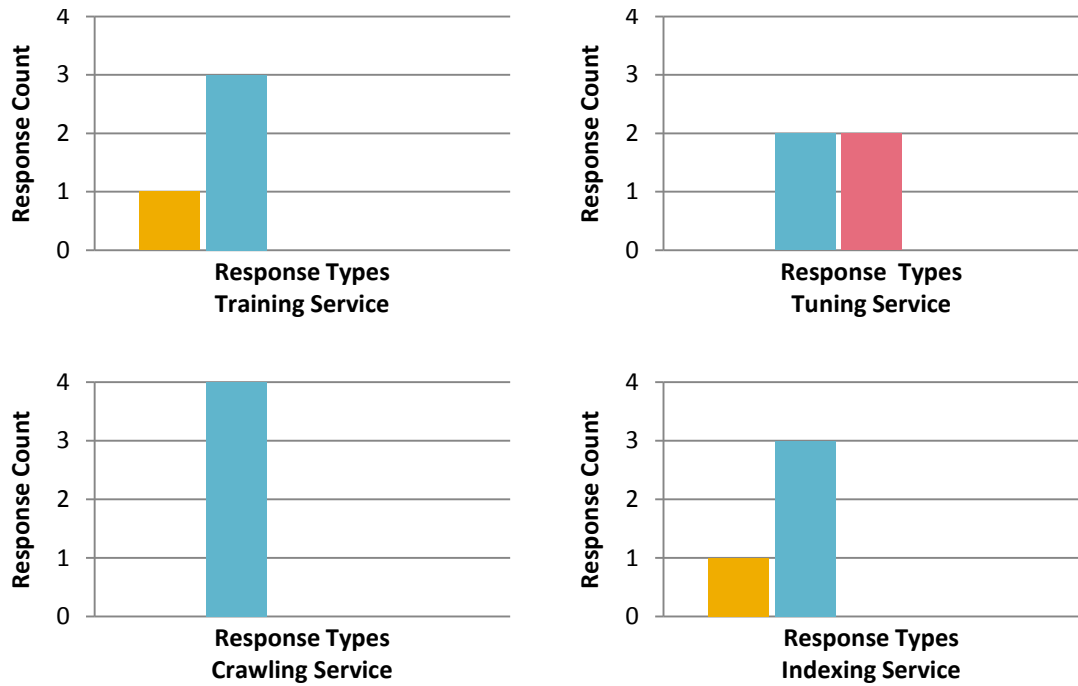 4
3
2
1
0
Response Count
Response Types
Training Service
4
3
2
1
0
Response Count
Response  Types
Tuning Service
4
3
2
1
0
Response Count
Response Types
Crawling Service
4
3
2
1
0
Response Count
Response Types
Indexing Service